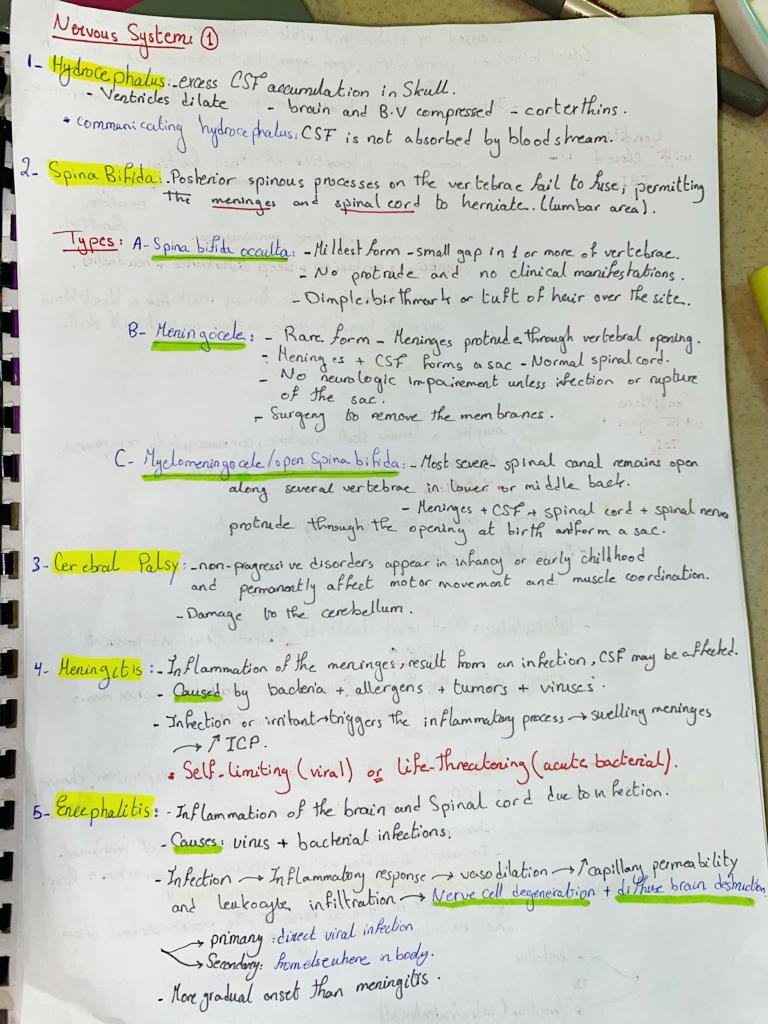 Nervous System: ①
1- Hydrocephalus:- excess CSF accumulation in Skull.
- Ventricles dilate - brain and B.V compressed - cortex thins.
• communicating hydrocephalus: CSF is not absorbed by bloodstream.
2- Spina Bifida:. Posterior spinous processes on the vertebrae fail to fuse, permitting
the meninges and spinal cord to herniate. (lumbar area).
Types: A- Spina bifida occulta: - Mildest form - small gap in 1 or more of vertebrae.
- No protrude and no clinical manifestations.
- Dimple, birthmark or tuft of hair over the site.
B- Meningocele: - Rare form - Meninges protrude through vertebral opening.
- Meninges + CSF forms a sac - Normal spinal cord.
- No neurologic impairement unless infection or rupture
of the sac.
- Surgery to remove the membranes.
C- Myelomeningocele/open Spina bifida: - Most severe - spinal canal remains open
along several vertebrae in lower or middle back.
- Meninges + CSF + spinal cord + spinal nerves
protrude through the opening at birth and form a sac.
3- Cerebral Palsy: - non-progressive disorders appear in infancy or early childhood
and permanently affect motor movement and muscle coordination.
- Damage to the cerebellum.
4- Meningitis: - Inflammation of the meninges, result from an infection, CSF may be affected.
- Caused by bacteria + allergens + tumors + viruses.
- Infection or irritant → triggers the inflammatory process → swelling meninges
→ ↑ ICP.
• Self-limiting (viral) or life-threatening (acute bacterial).
5- Encephalitis: - Inflammation of the brain and Spinal cord due to infection.
- Causes: virus + bacterial infections.
- Infection → Inflammatory response → vasodilation → ↑ capillary permeability
and leukocyte infiltration → Nerve cell degeneration + diffuse brain destruction
→ primary: direct viral infection
→ Secondary: from elsewhere in body.
- More gradual onset than meningitis.